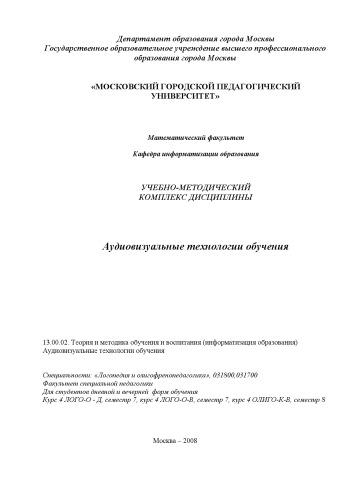 Департамент образования города Москвы
Государственное образовательное учреждение высшего профессионального
образования города Москвы
«МОСКОВСКИЙ ГОРОДСКОЙ ПЕДАГОГИЧЕСКИЙ
УНИВЕРСИТЕТ»
Математический факультет
Кафедра информатизации образования
УЧЕБНО-МЕТОДИЧЕСКИЙ
КОМПЛЕКС ДИСЦИПЛИНЫ
Аудиовизуальные технологии обучения
13.00.02. Теория и методика обучения и воспитания (информатизация образования)
Аудиовизуальные технологии обучения
Специальности: «Логопедия и олигофренопедагогика», 031800,031700
Факультет специальной педагогики
Для студентов дневной и вечерней форм обучения
Курс 4 ЛОГО-О - Д, семестр 7, курс 4 ЛОГО-О-В, семестр 7, курс 4 ОЛИГО-К-В, семестр 8
Москва – 2008